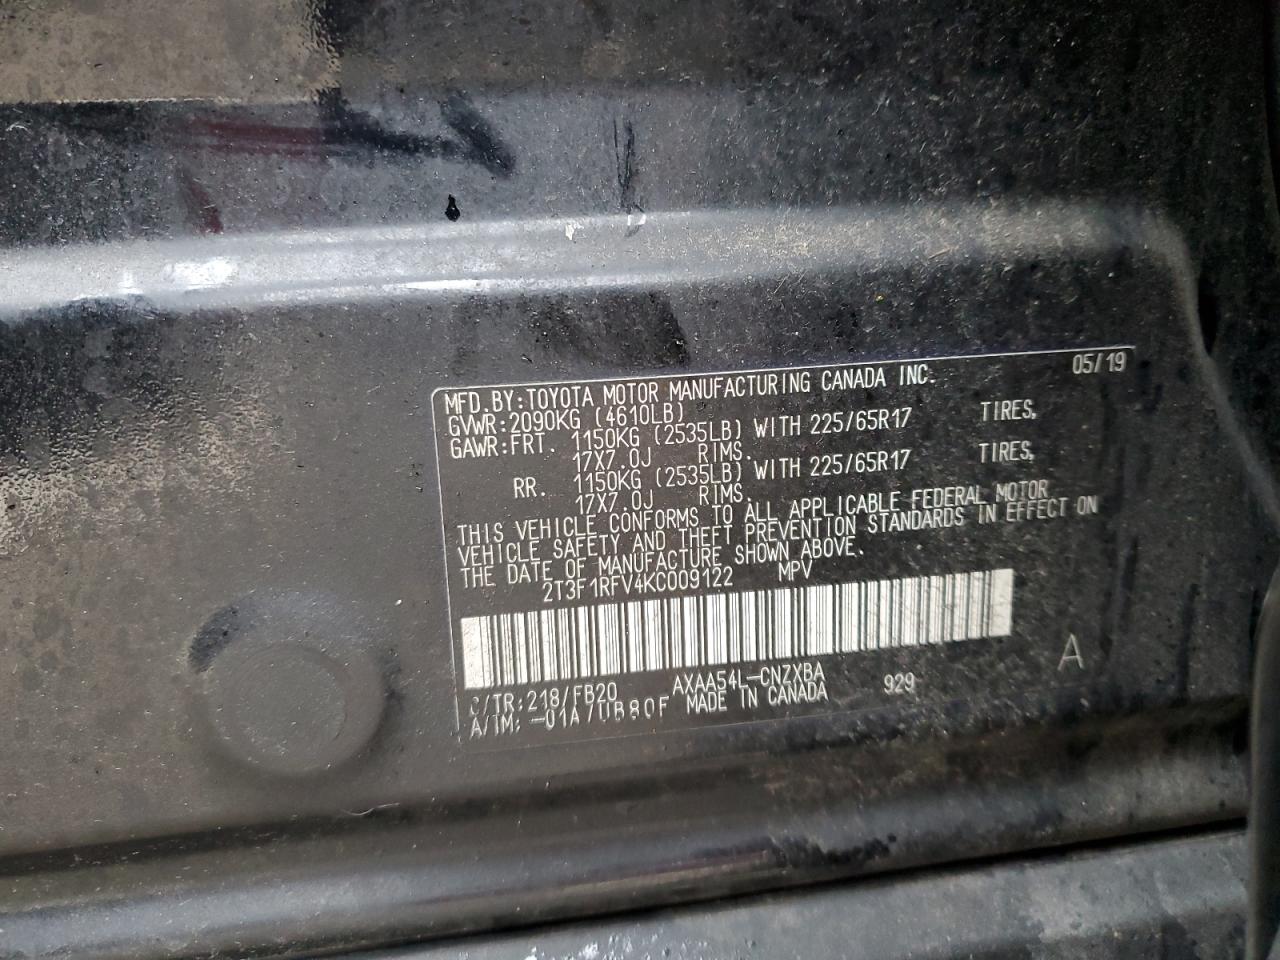 MFD.BY:TOYOTA MOTOR MANUFACTURING CANADA INC. 05/19
GVWR:2090KG (4610LB)
GAWR:FRT. 1150KG (2535LB) WITH 225/65R17 TIRES,
17X7.0J RIMS.
RR. 1150KG (2535LB) WITH 225/65R17 TIRES,
17X7.0J RIMS.
THIS VEHICLE CONFORMS TO ALL APPLICABLE FEDERAL MOTOR
VEHICLE SAFETY AND THEFT PREVENTION STANDARDS IN EFFECT ON
THE DATE OF MANUFACTURE SHOWN ABOVE.
2T3F1RFV4KC009122 MPV
A
C/TR:218/FB20 AXAA54L-CNZXBA 929
A/TM: MADE IN CANADA